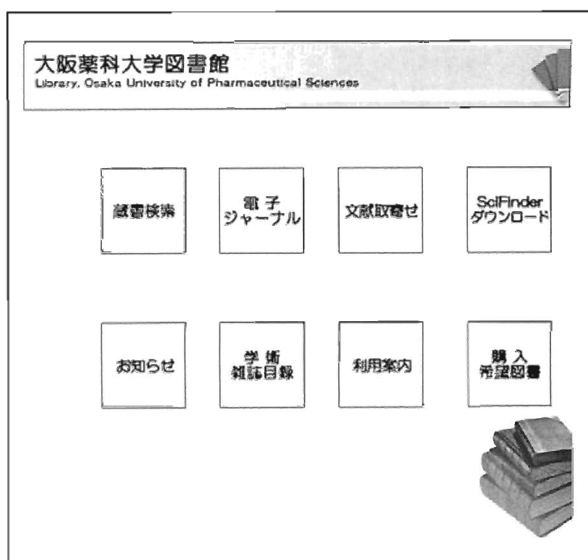 大阪薬科大学図書館
Library, Osaka University of Pharmaceutical Sciences
蔵書検索
電子
ジャーナル
文献取寄せ
SciFinder
ダウンロード
お知らせ
学術
雑誌目録
利用案内
購入
希望図書